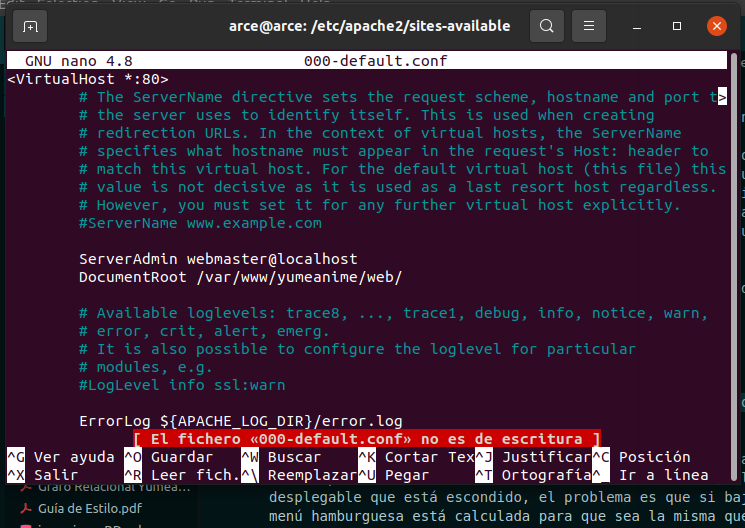 arce@arce: /etc/apache2/sites-available
GNU nano 4.8 000-default.conf
<VirtualHost *:80>
# The ServerName directive sets the request scheme, hostname and port t>
# the server uses to identify itself. This is used when creating
# redirection URLs. In the context of virtual hosts, the ServerName
# specifies what hostname must appear in the request's Host: header to
# match this virtual host. For the default virtual host (this file) this
# value is not decisive as it is used as a last resort host regardless.
# However, you must set it for any further virtual host explicitly.
#ServerName www.example.com
ServerAdmin webmaster@localhost
DocumentRoot /var/www/yumeanime/web/
# Available loglevels: trace8, ..., trace1, debug, info, notice, warn,
# error, crit, alert, emerg.
# It is also possible to configure the loglevel for particular
# modules, e.g.
#LogLevel info ssl:warn
ErrorLog ${APACHE_LOG_DIR}/error.log
[ El fichero «000-default.conf» no es de escritura ]
^G Ver ayuda ^O Guardar ^W Buscar ^K Cortar Tex ^J Justificar ^C Posición
^X Salir ^R Leer fich. ^\ Reemplazar ^U Pegar ^T Ortografía ^_ Ir a línea
Grafo Relacional Yumea...
Guía de Estilo.pdf
desplegable que está escondido, el problema es que si baj
menú hamburguesa está calculada para que sea la misma que